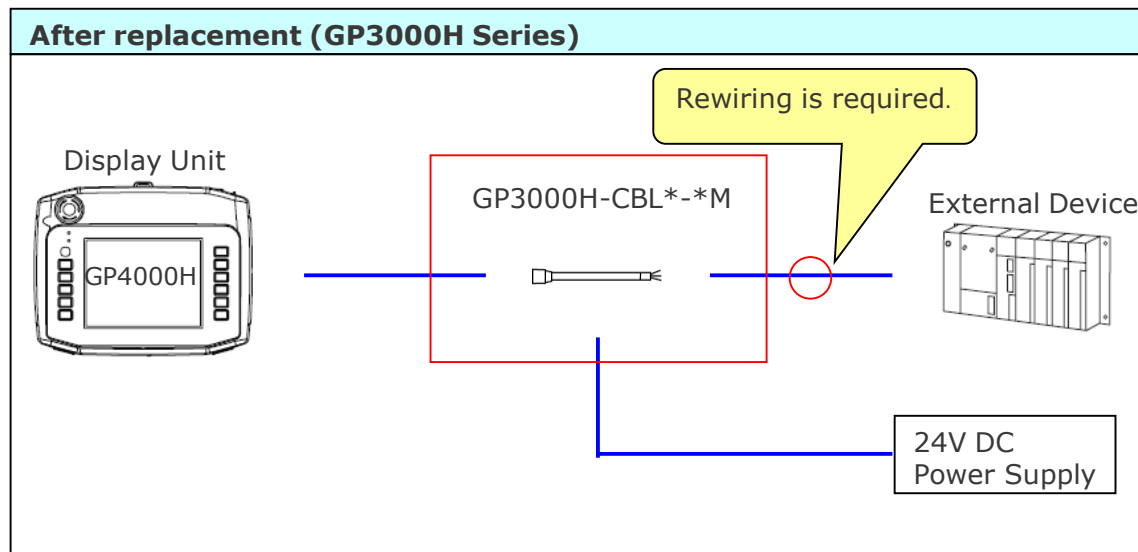 After replacement (GP3000H Series)
Rewiring is required.
Display Unit
GP3000H-CBL*-*M
External Device
GP4000H
24V DC
Power Supply